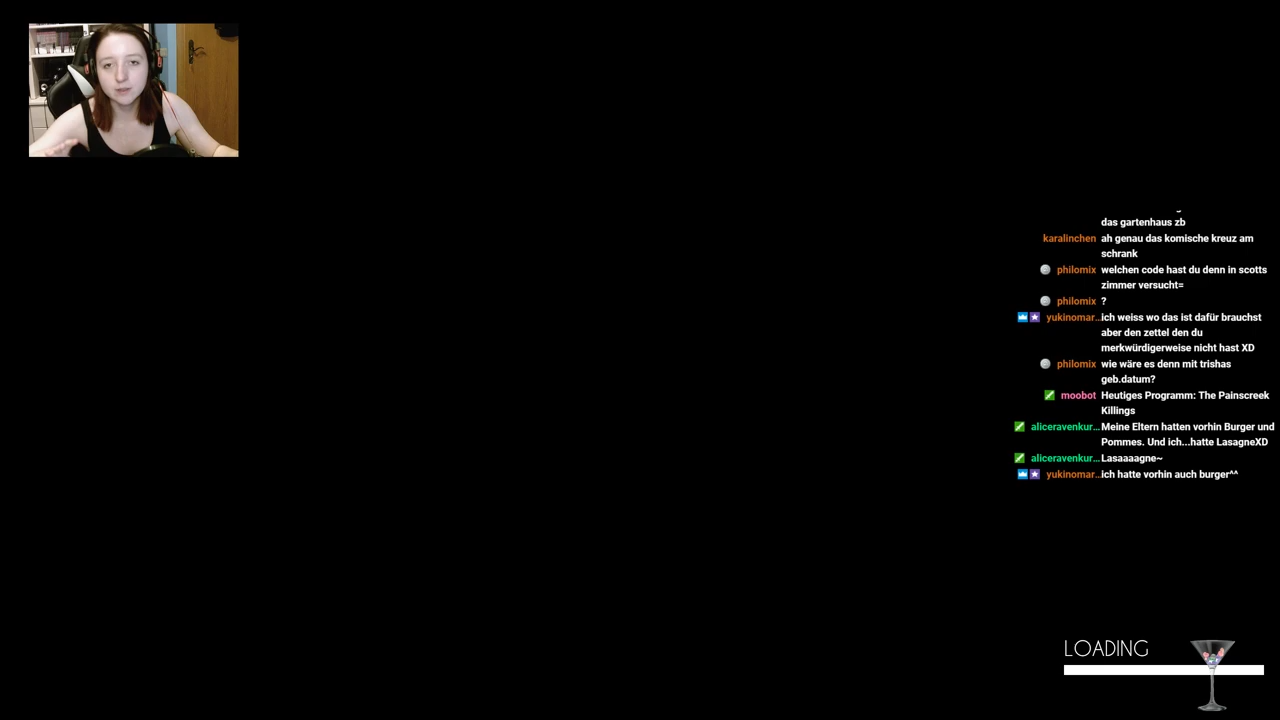 das gartenhaus zb
karalinchen ah genau das komische kreuz am
schrank
philomix welchen code hast du denn in scotts
zimmer versucht=
philomix ?
yukinomar... ich weiss wo das ist dafür brauchst
aber den zettel den du
merkwürdigerweise nicht hast XD
philomix wie wäre es denn mit trishas
geb.datum?
moobot Heutiges Programm: The Painscreek
Killings
aliceravenkur... Meine Eltern hatten vorhin Burger und
Pommes. Und ich...hatte LasagneXD
aliceravenkur... Lasaaaagne~
yukinomar... ich hatte vorhin auch burger^^
LOADING